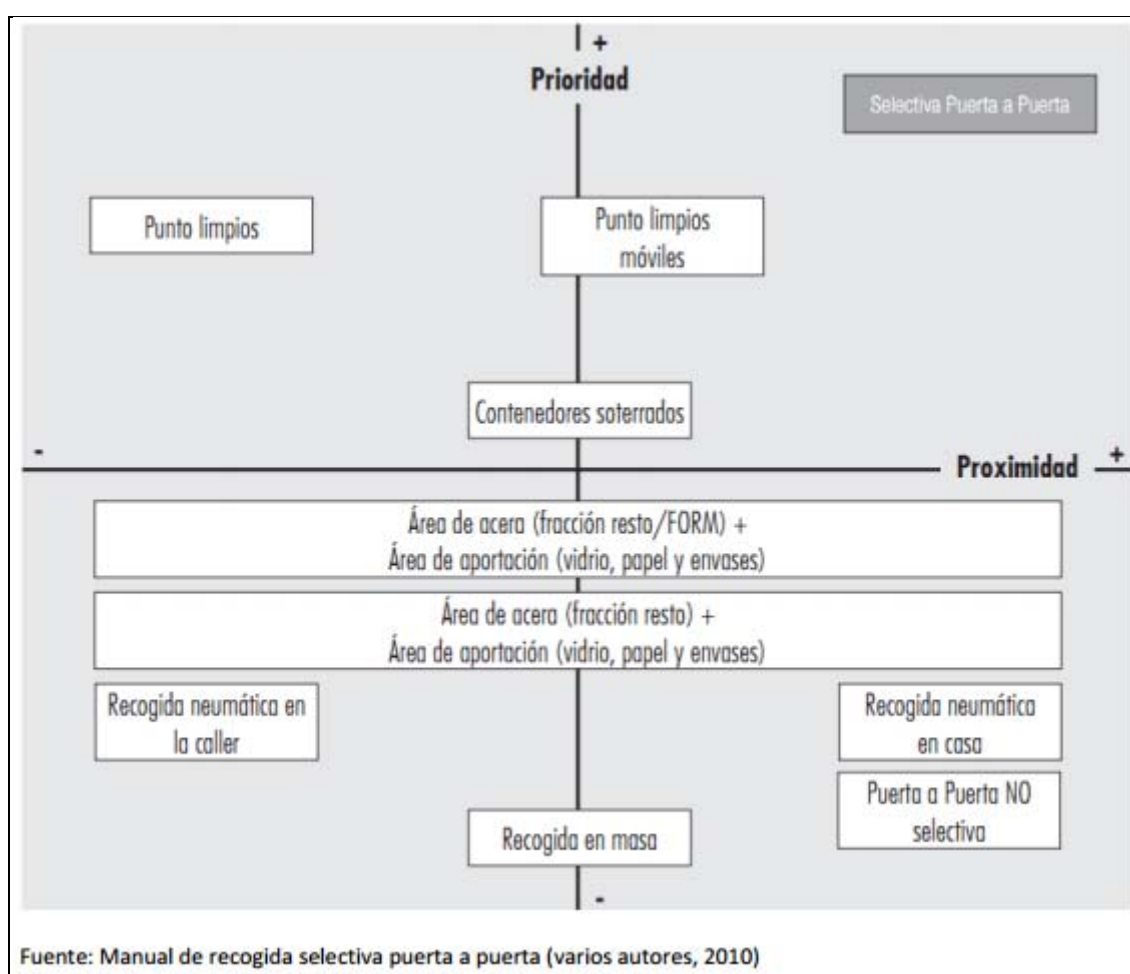 +
Prioridad
Selectiva Puerta a Puerta
Punto limpios
Punto limpios
móviles
Contenedores soterrados
-
Proximidad
+
Área de acera (fracción resto/FORM) +
Área de aportación (vidrio, papel y envases)
Área de acera (fracción resto) +
Área de aportación (vidrio, papel y envases)
Recogida neumática en
la caller
Recogida neumática
en casa
Puerta a Puerta NO
selectiva
Recogida en masa
-
Fuente: Manual de recogida selectiva puerta a puerta (varios autores, 2010)